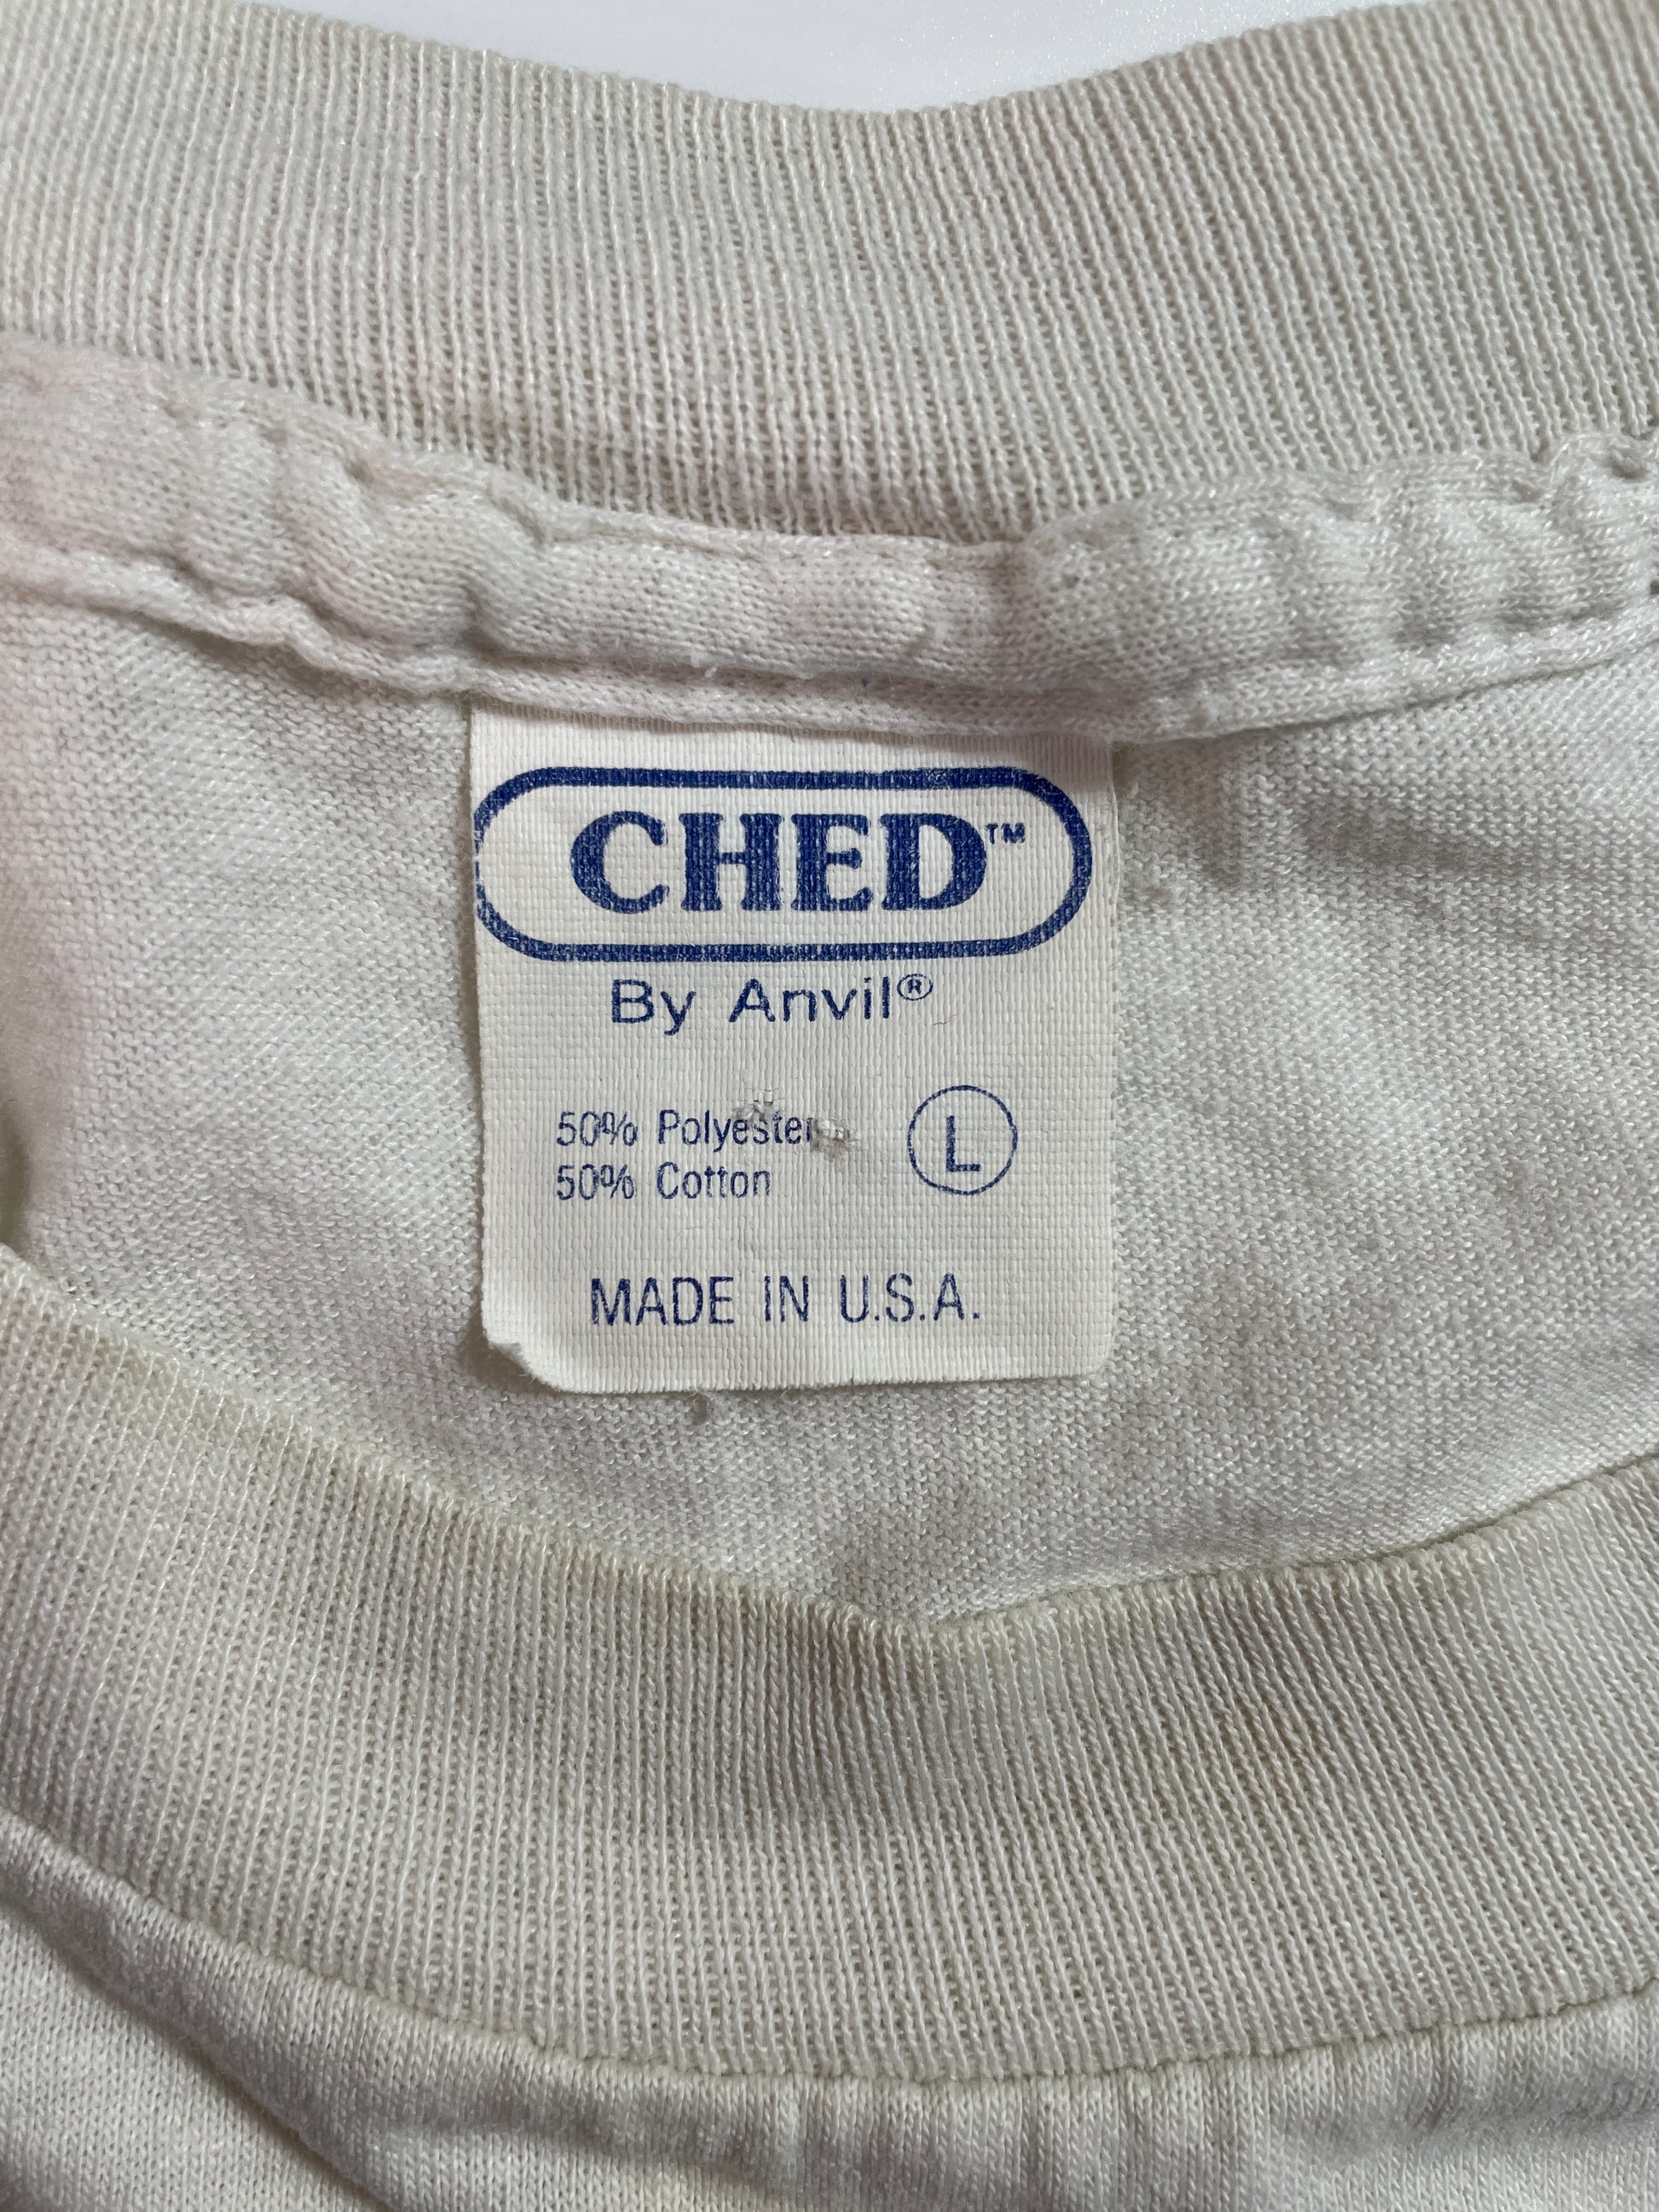 CHED™
By Anvil®
50% Polyester
50% Cotton
L
MADE IN U.S.A.